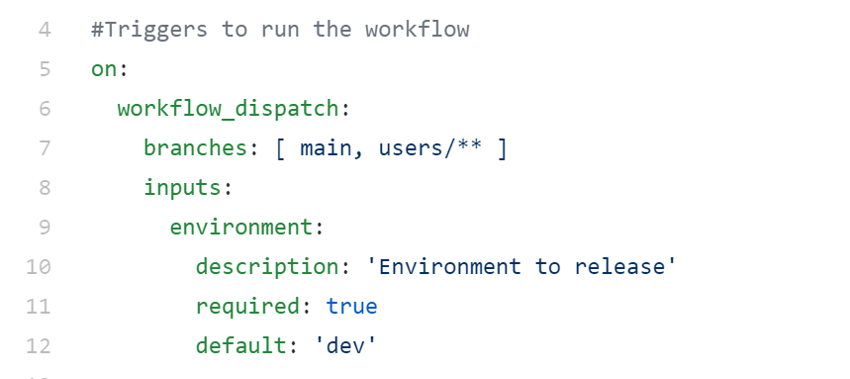 4 #Triggers to run the workflow
5 on:
6 workflow_dispatch:
7 branches: [ main, users/** ]
8 inputs:
9 environment:
10 description: 'Environment to release'
11 required: true
12 default: 'dev'